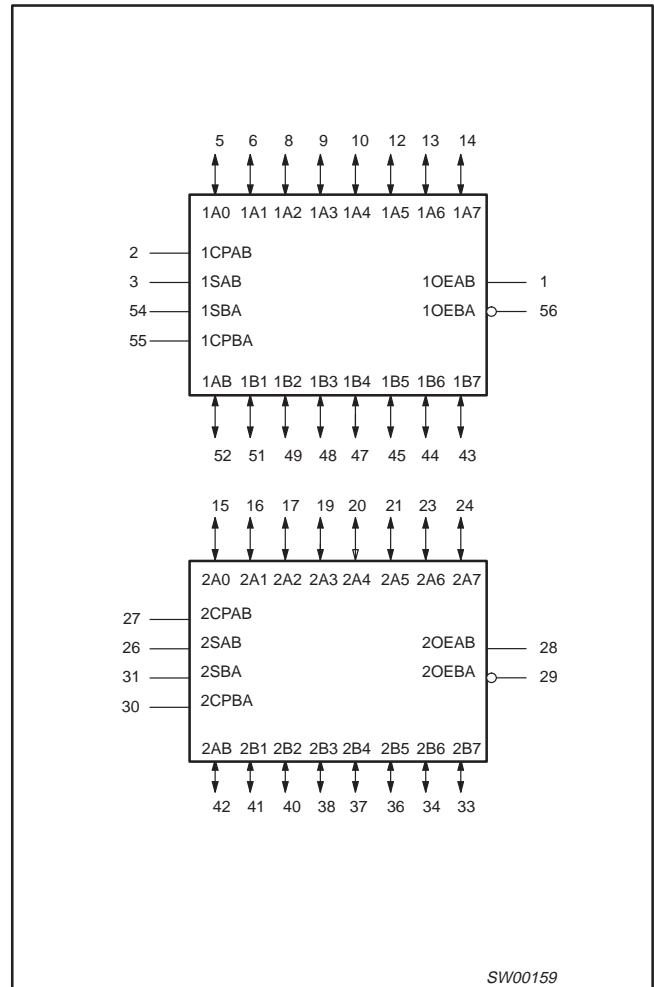 5 6 8 9 10 12 13 14
1A0 1A1 1A2 1A3 1A4 1A5 1A6 1A7
2 1CPAB
3 1SAB 1OEAB 1
54 1SBA 1OEBA 56
55 1CPBA
1AB 1B1 1B2 1B3 1B4 1B5 1B6 1B7
52 51 49 48 47 45 44 43
15 16 17 19 20 21 23 24
2A0 2A1 2A2 2A3 2A4 2A5 2A6 2A7
27 2CPAB
26 2SAB 2OEAB 28
31 2SBA 2OEBA 29
30 2CPBA
2AB 2B1 2B2 2B3 2B4 2B5 2B6 2B7
42 41 40 38 37 36 34 33
SW00159